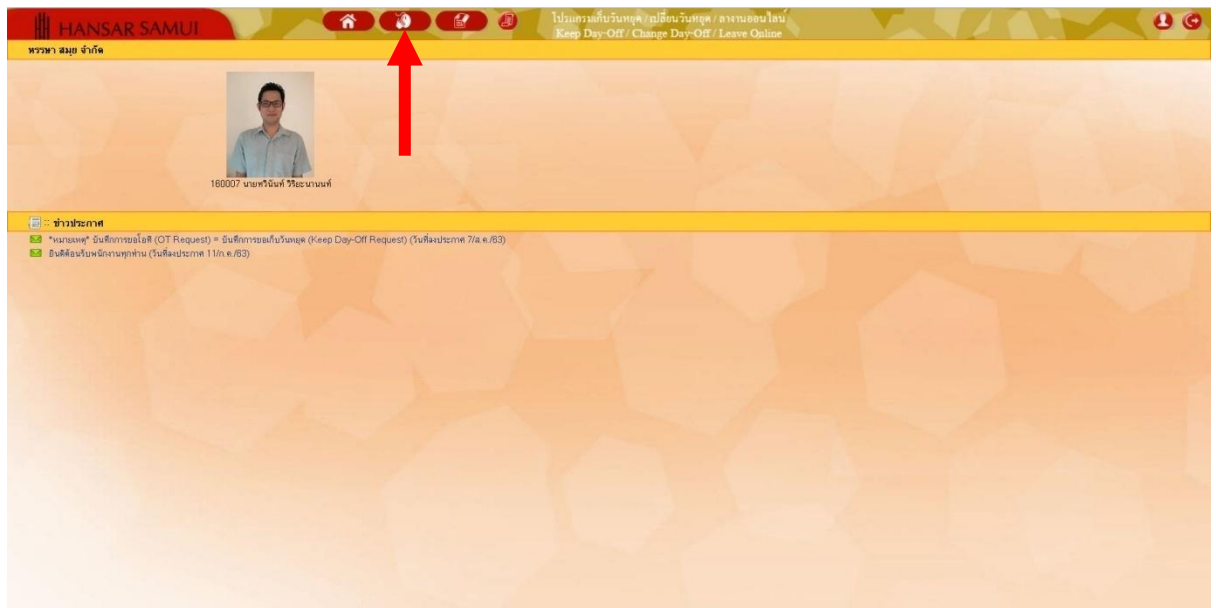 HANSAR SAMUI
โปรแกรมเก็บวันหยุด / เปลี่ยนวันหยุด / ลางานออนไลน์
Keep Day-Off / Change Day-Off / Leave Online
หรรษา สมุย จำกัด
160007 นายทวินันท์ วิริยะนานนท์
:: ข่าวประกาศ
*หมายเหตุ* บันทึกการขอโอที (OT Request) = บันทึกการขอเก็บวันหยุด (Keep Day-Off Request) (วันที่ลงประกาศ 7/ส.ค./63)
ยินดีต้อนรับพนักงานทุกท่าน (วันที่ลงประกาศ 11/ก.ค./63)